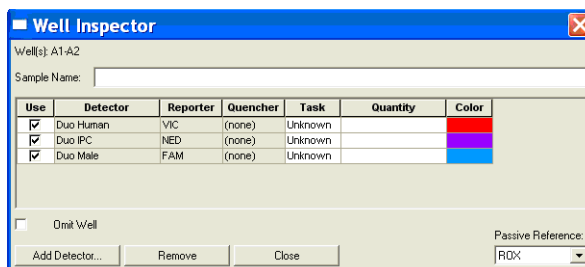 Well Inspector
Well(s): A1-A2
Sample Name:
Use Detector Reporter Quencher Task Quantity Color
Duo Human VIC (none) Unknown
Duo IPC NED (none) Unknown
Duo Male FAM (none) Unknown
Omit Well
Passive Reference:
Add Detector... Remove Close ROX